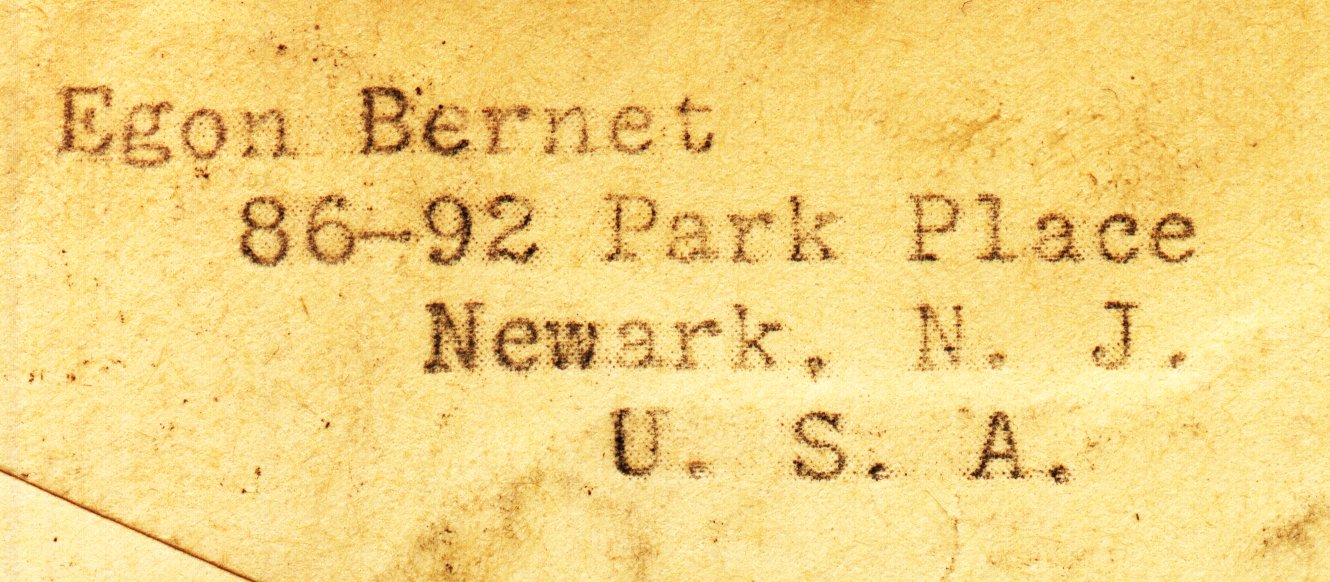 Egon Bernet
86-92 Park Place
Newark, N. J.
U. S. A.